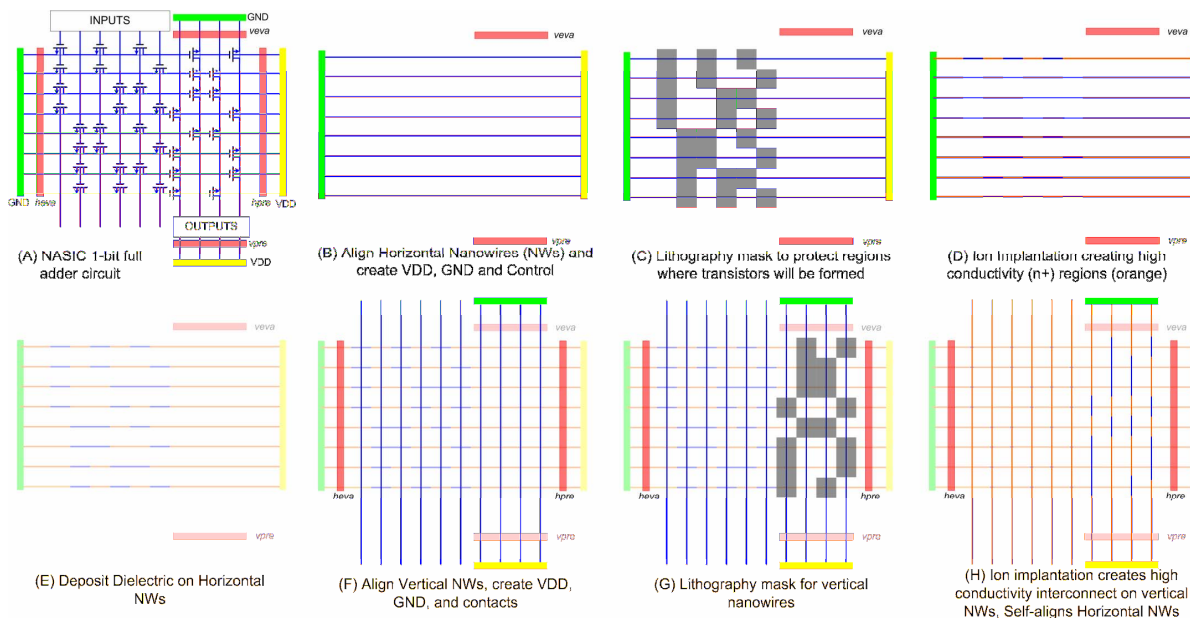 INPUTS
GND
veva
GND
heva
hpre
VDD
OUTPUTS
vpre
VDD
(A) NASIC 1-bit full
adder circuit
veva
vpre
(B) Align Horizontal Nanowires (NWs) and
create VDD, GND and Control
veva
vpre
(C) Lithography mask to protect regions
where transistors will be formed
(D) Ion Implantation creating high
conductivity (n+) regions (orange)
veva
vpre
(E) Deposit Dielectric on Horizontal
NWs
veva
heva
hpre
vpre
(F) Align Vertical NWs, create VDD,
GND, and contacts
veva
heva
hpre
vpre
(G) Lithography mask for vertical
nanowires
heva
hpre
(H) Ion implantation creates high
conductivity interconnect on vertical
NWs, Self-aligns Horizontal NWs